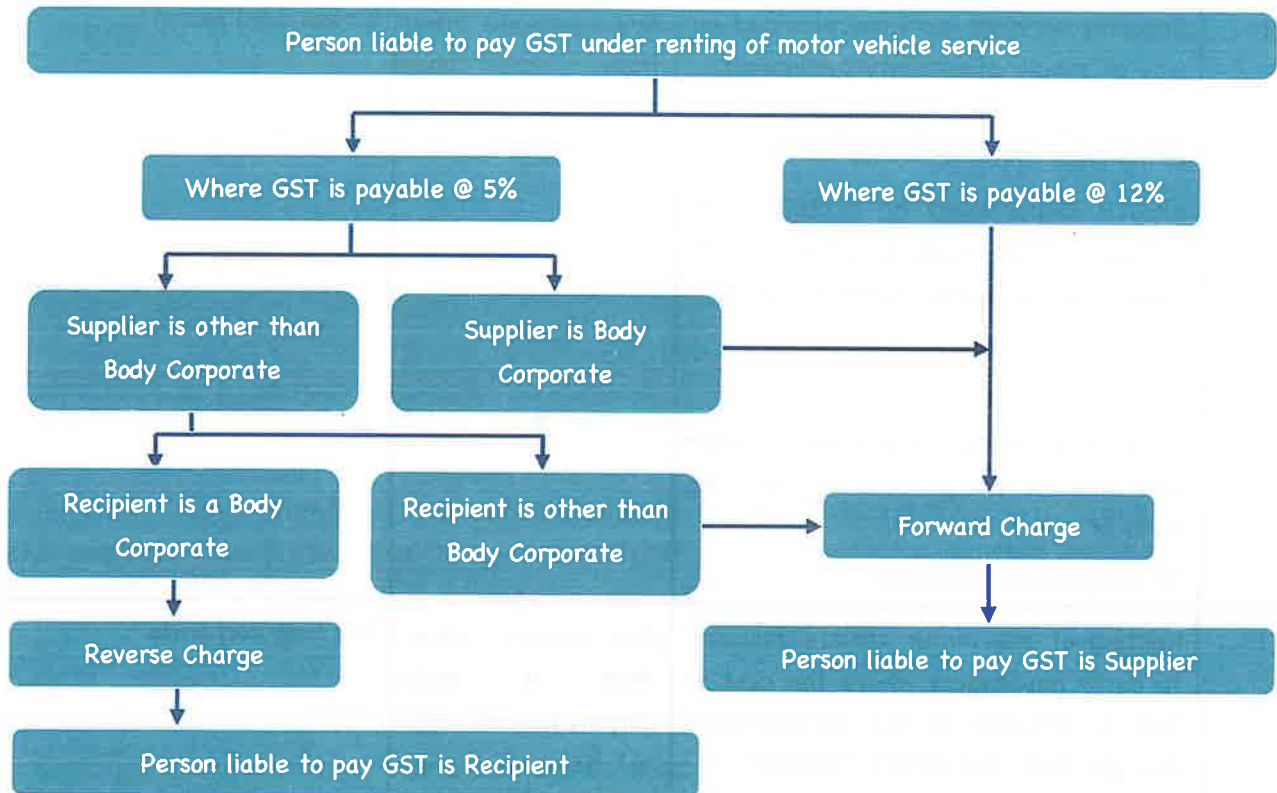 Person liable to pay GST under renting of motor vehicle service
Where GST is payable @ 5%
Where GST is payable @ 12%
Supplier is other than
Body Corporate
Supplier is Body
Corporate
Recipient is a Body
Corporate
Recipient is other than
Body Corporate
Forward Charge
Reverse Charge
Person liable to pay GST is Supplier
Person liable to pay GST is Recipient